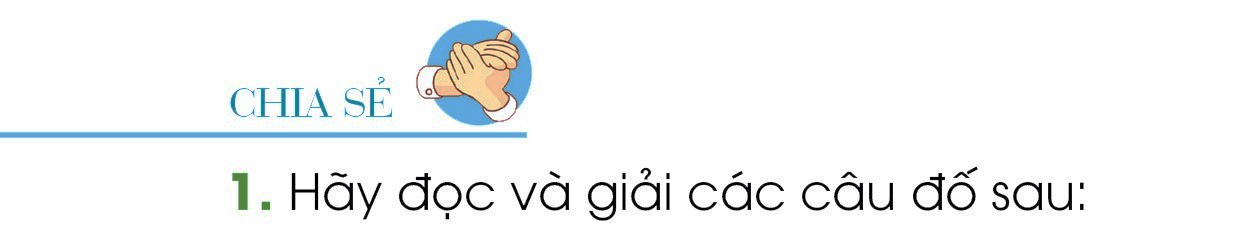 CHIA SẺ
1. Hãy đọc và giải các câu đố sau: